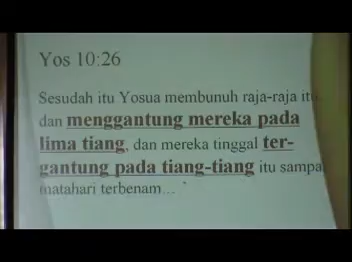 Yos 10:26
Sesudah itu Yosua membunuh raja-raja itu
dan menggantung mereka pada
lima tiang, dan mereka tinggal ter-
gantung pada tiang-tiang itu sampa
matahari terbenam...